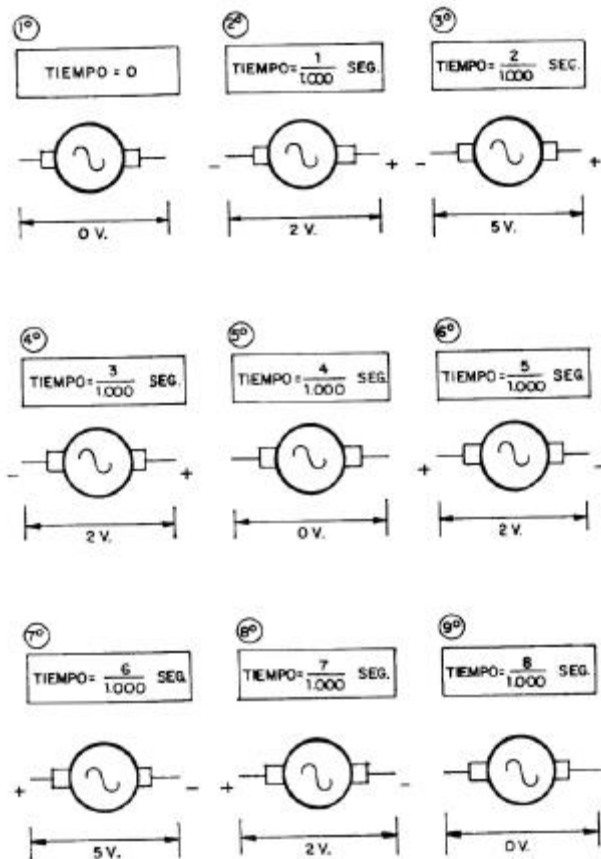 1º
2º
3º
TIEMPO = 0
TIEMPO = 1/1.000 SEG.
TIEMPO = 2/1.000 SEG.
- +
- +
0 V.
2 V.
5 V.
4º
5º
6º
TIEMPO = 3/1.000 SEG.
TIEMPO = 4/1.000 SEG.
TIEMPO = 5/1.000 SEG.
- +
+ -
2 V.
0 V.
2 V.
7º
8º
9º
TIEMPO = 6/1.000 SEG.
TIEMPO = 7/1.000 SEG.
TIEMPO = 8/1.000 SEG.
+ -
+ -
5 V.
2 V.
0 V.